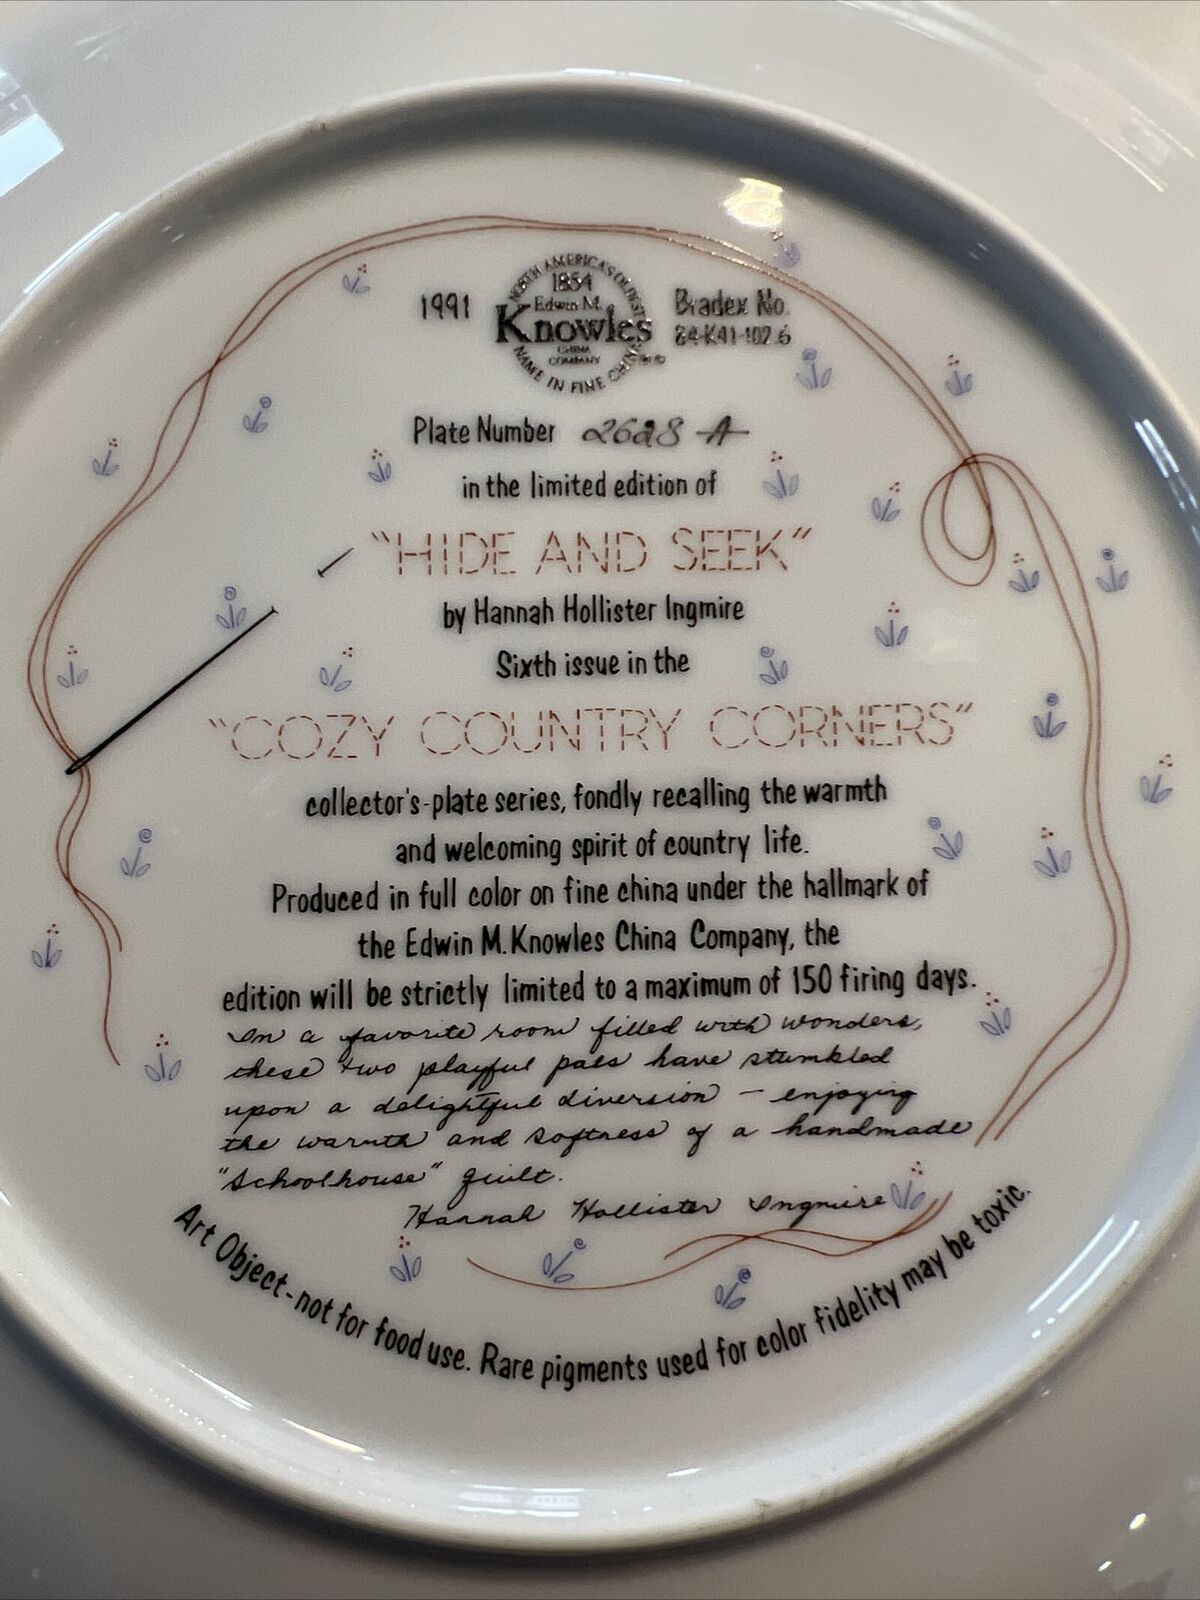 1991
NORTH AMERICA'S OLDEST
1854
Edwin M.
Knowles
CHINA
COMPANY
NAME IN FINE CHINA
Bradex No.
84-K41-102.6
Plate Number 2628 A
in the limited edition of
"HIDE AND SEEK"
by Hannah Hollister Ingmire
Sixth issue in the
"COZY COUNTRY CORNERS"
collector's-plate series, fondly recalling the warmth
and welcoming spirit of country life.
Produced in full color on fine china under the hallmark of
the Edwin M. Knowles China Company, the
edition will be strictly limited to a maximum of 150 firing days.
In a favorite room filled with wonders,
these two playful pals have stumbled
upon a delightful diversion – enjoying
the warmth and softness of a handmade
"Schoolhouse" quilt.
Hannah Hollister Ingmire
Art Object-not for food use. Rare pigments used for color fidelity may be toxic.